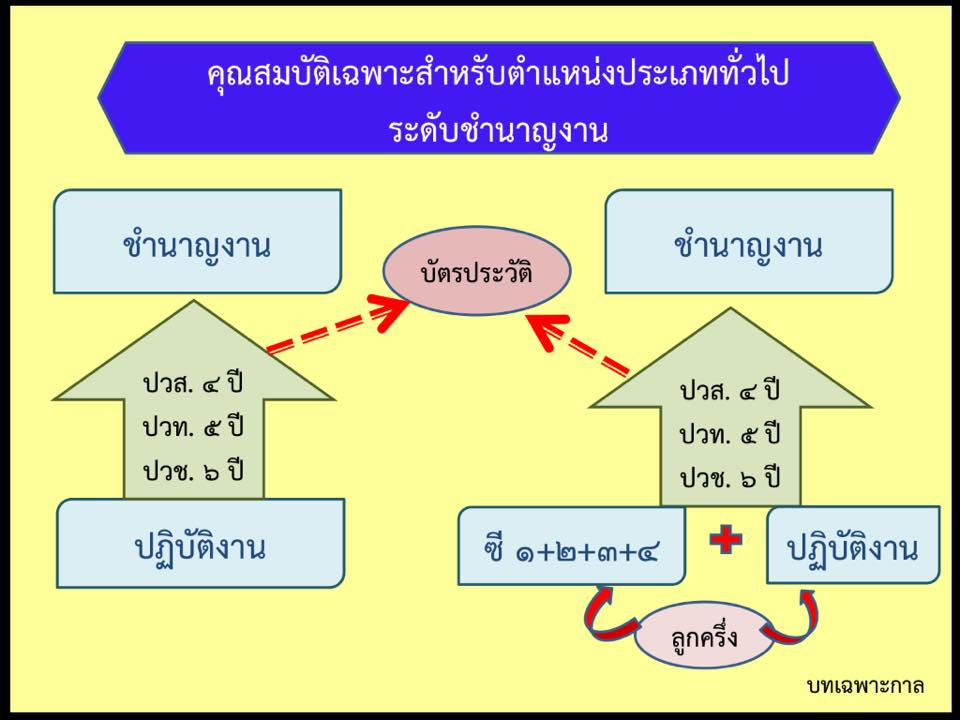 คุณสมบัติเฉพาะสำหรับตำแหน่งประเภททั่วไป
ระดับชำนาญงาน
ชำนาญงาน
บัตรประวัติ
ชำนาญงาน
ปวส. ๔ ปี
ปวท. ๕ ปี
ปวช. ๖ ปี
ปวส. ๔ ปี
ปวท. ๕ ปี
ปวช. ๖ ปี
ปฏิบัติงาน
ซี ๑+๒+๓+๔
ปฏิบัติงาน
ลูกครึ่ง
บทเฉพาะกาล